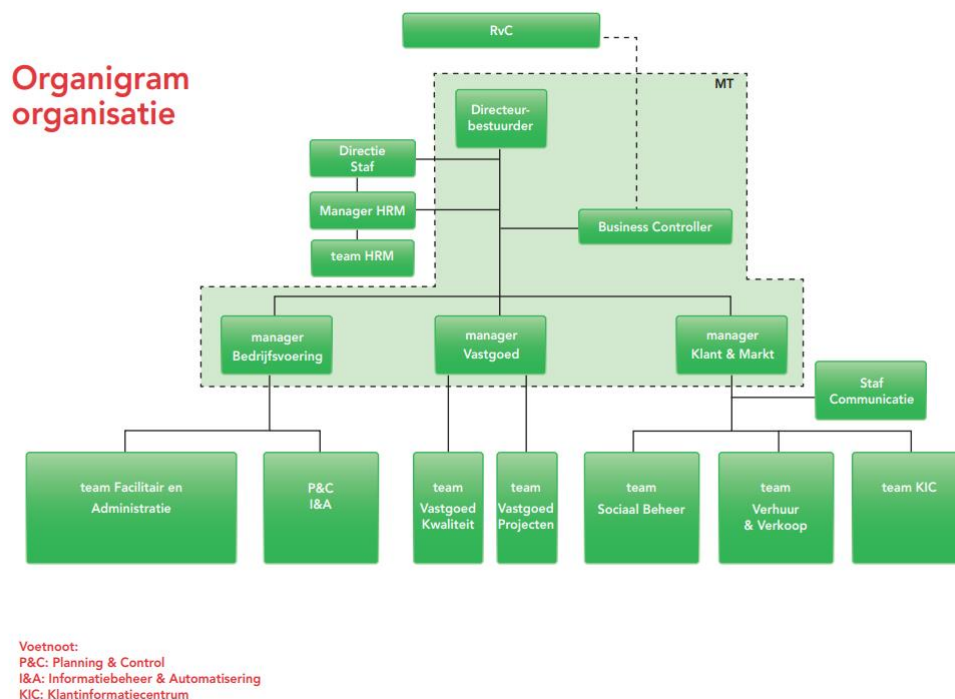 Organigram
organisatie
RvC
MT
Directeur-
bestuurder
Directie
Staf
Manager HRM
team HRM
Business Controller
manager
Bedrijfsvoering
manager
Vastgoed
manager
Klant & Markt
Staf
Communicatie
team Facilitair en
Administratie
P&C
I&A
team
Vastgoed
Kwaliteit
team
Vastgoed
Projecten
team
Sociaal Beheer
team
Verhuur
& Verkoop
team KIC
Voetnoot:
P&C: Planning & Control
I&A: Informatiebeheer & Automatisering
KIC: Klantinformatiecentrum